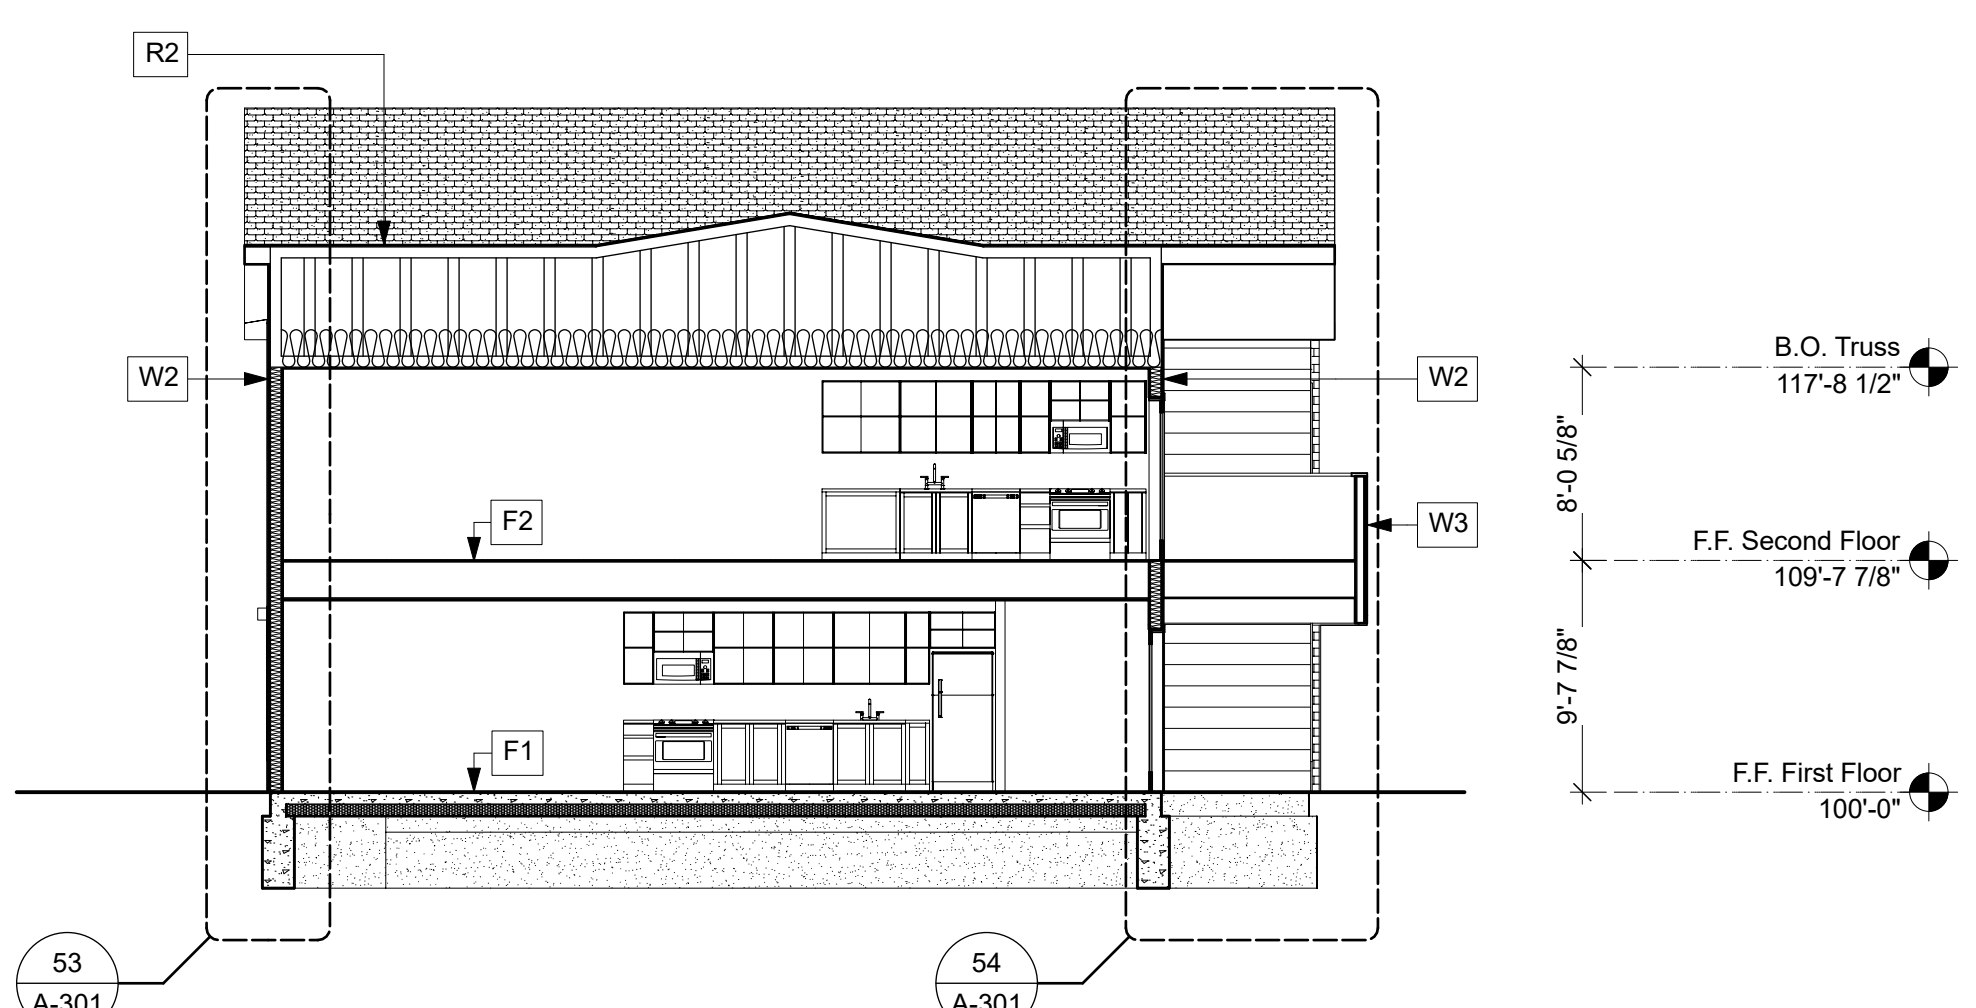 R2
B.O. Truss
117'-8 1/2"
W2
W2
8'-0 5/8"
F2
W3
F.F. Second Floor
109'-7 7/8"
9'-7 7/8"
F1
F.F. First Floor
100'-0"
53
A-301
54
A-301